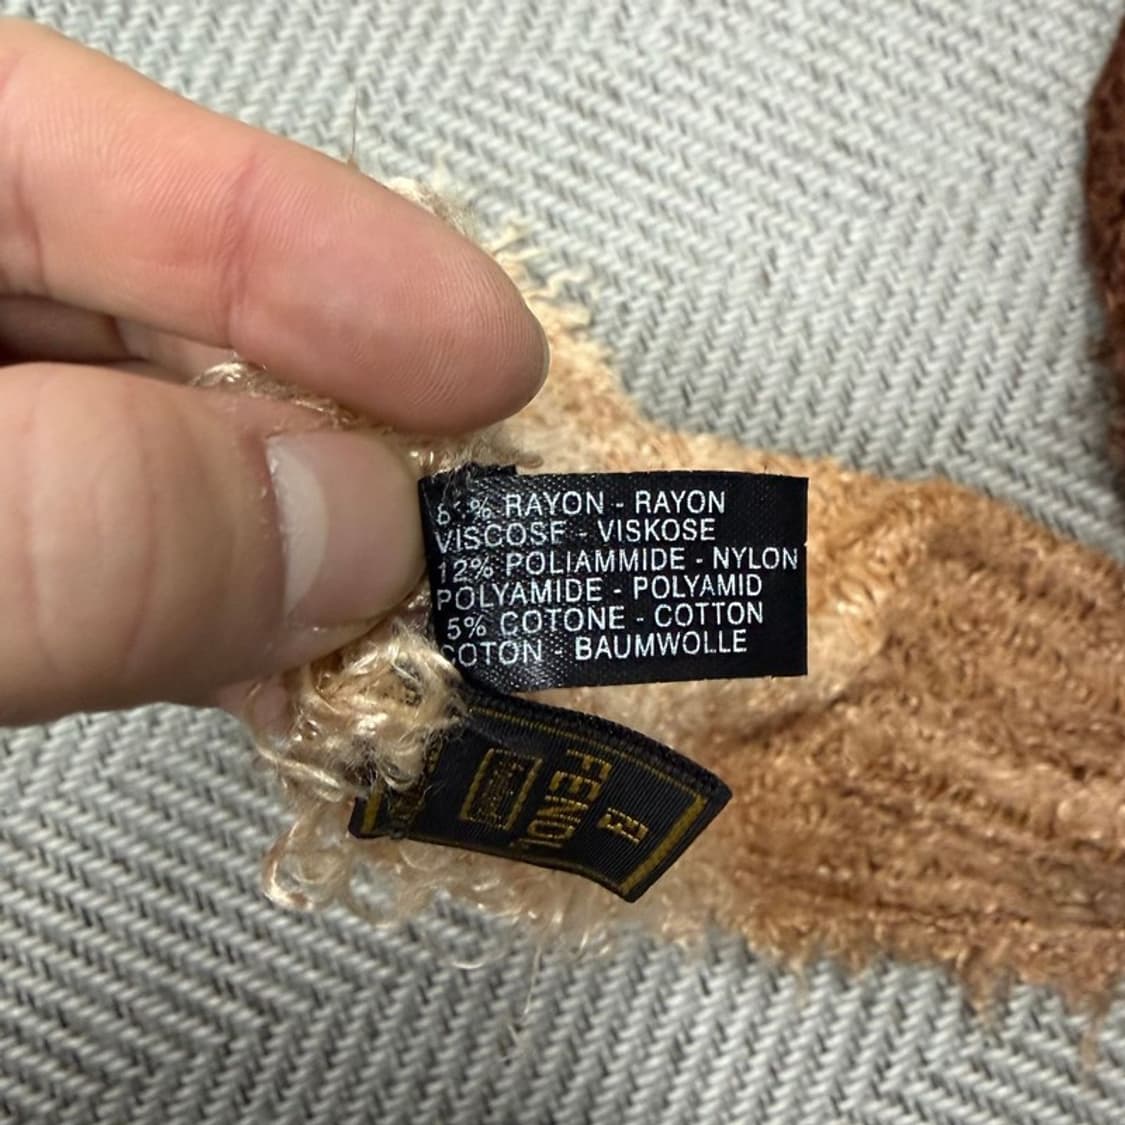 % RAYON - RAYON
VISCOSE - VISKOSE
12% POLIAMMIDE - NYLON
POLYAMIDE - POLYAMID
5% COTONE - COTTON
COTON - BAUMWOLLE
FENDI